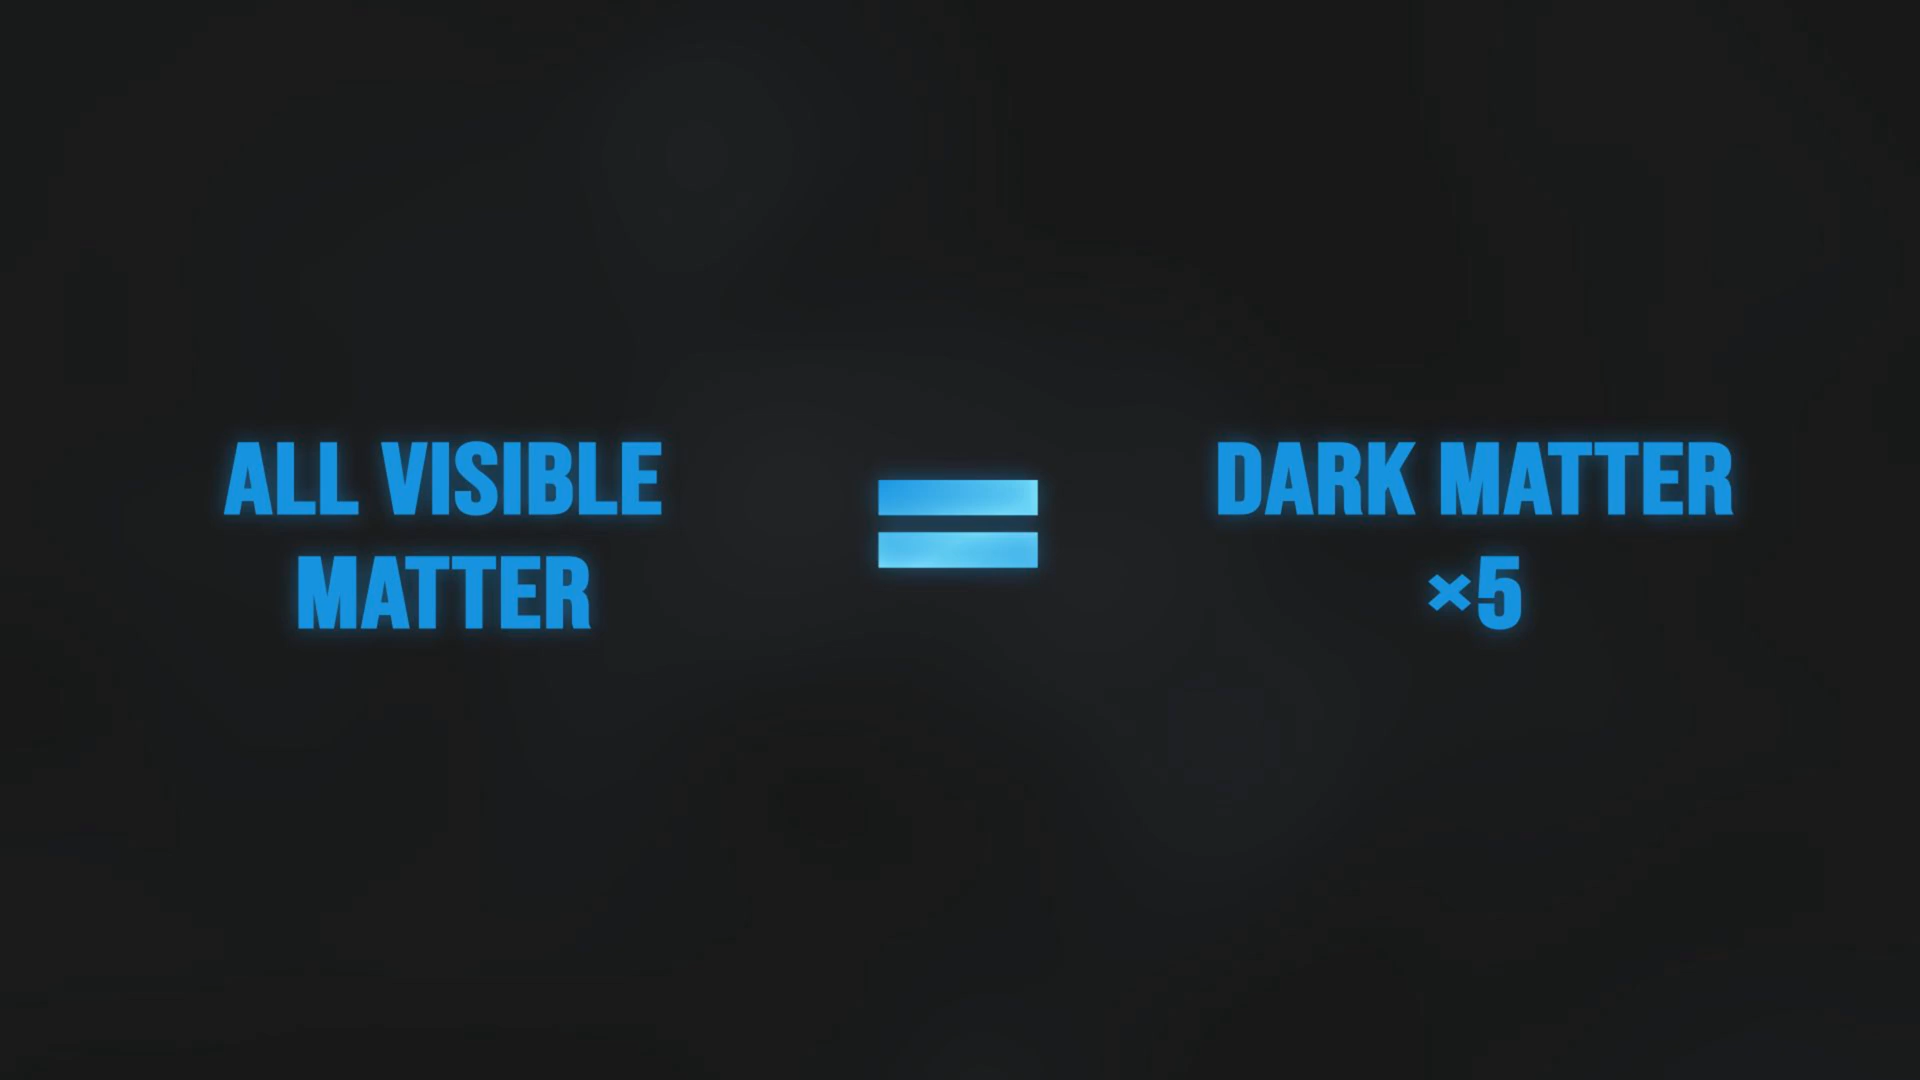 ALL VISIBLE
MATTER
=
DARK MATTER
×5